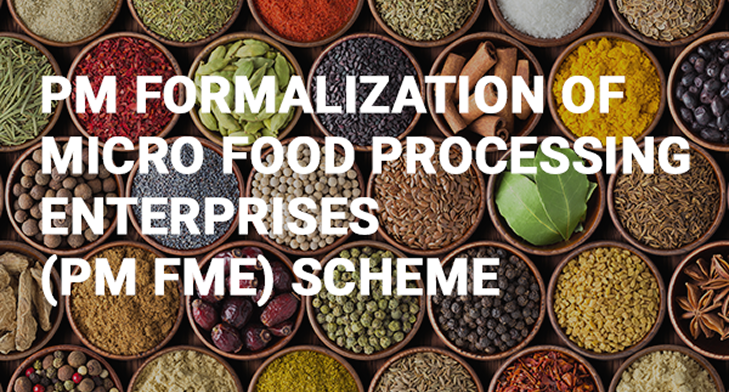 PM FORMALIZATION OF
MICRO FOOD PROCESSING
ENTERPRISES
(PM FME) SCHEME